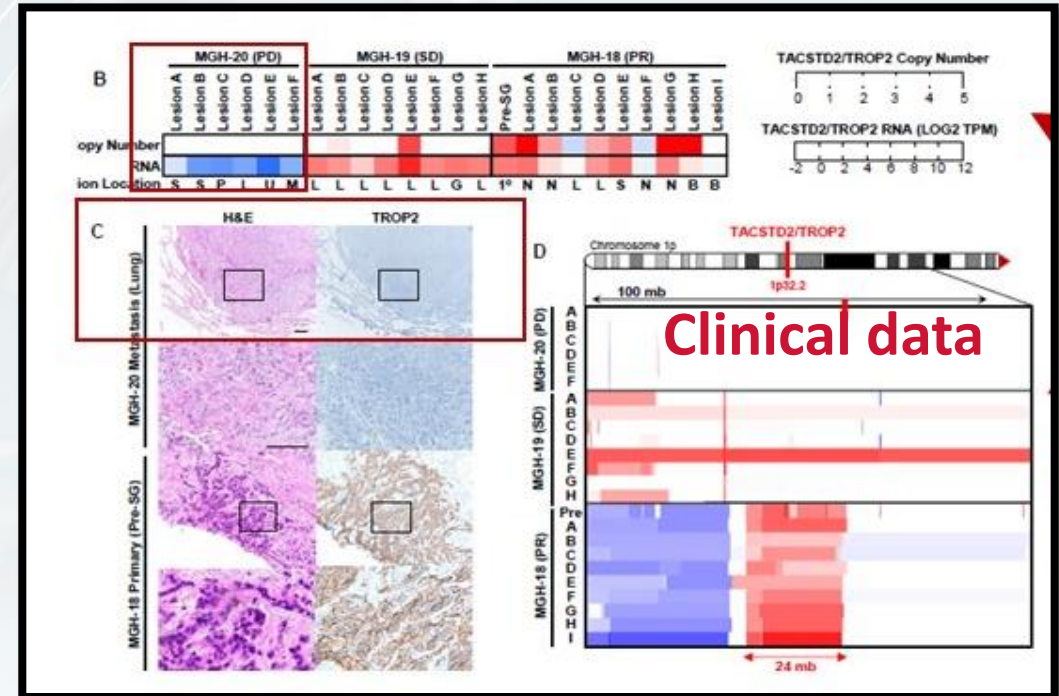 B
MGH-20 (PD) MGH-19 (SD) MGH-18 (PR)
Lesion A Lesion B Lesion C Lesion D Lesion E Lesion F Lesion A Lesion B Lesion C Lesion D Lesion E Lesion F Lesion G Lesion H Pre-SG Lesion A Lesion B Lesion C Lesion D Lesion E Lesion F Lesion G Lesion H Lesion I
opy Number
RNA
ion Location S S P L U M L L L L L L G L 1º N N L L S N N B B
TACSTD2/TROP2 Copy Number
0 1 2 3 4 5
TACSTD2/TROP2 RNA (LOG2 TPM)
-2 0 2 4 6 8 10 12
C
H&E TROP2
MGH-20 Metastasis (Lung)
MGH-18 Primary (Pre-SG)
D
TACSTD2/TROP2
Chromosome 1p
1p32.2
100 mb
Clinical data
MGH-20 (PD)
A
B
C
D
E
F
MGH-19 (SD)
A
B
C
D
E
F
G
H
MGH-18 (PR)
Pre
A
B
C
D
E
F
G
H
I
24 mb